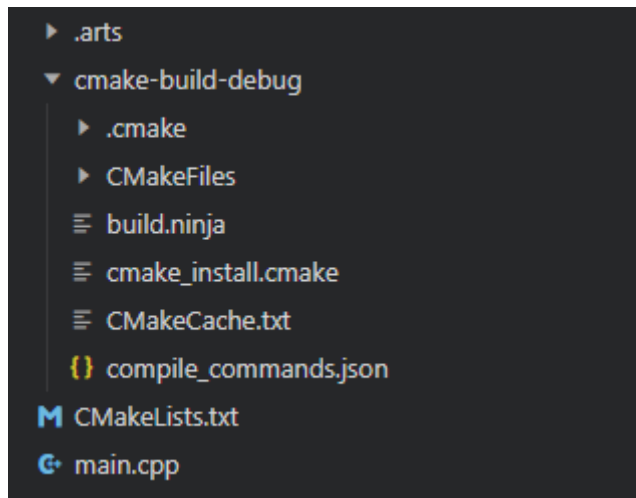 .arts
cmake-build-debug
.cmake
CMakeFiles
build.ninja
cmake_install.cmake
CMakeCache.txt
{} compile_commands.json
M CMakeLists.txt
main.cpp